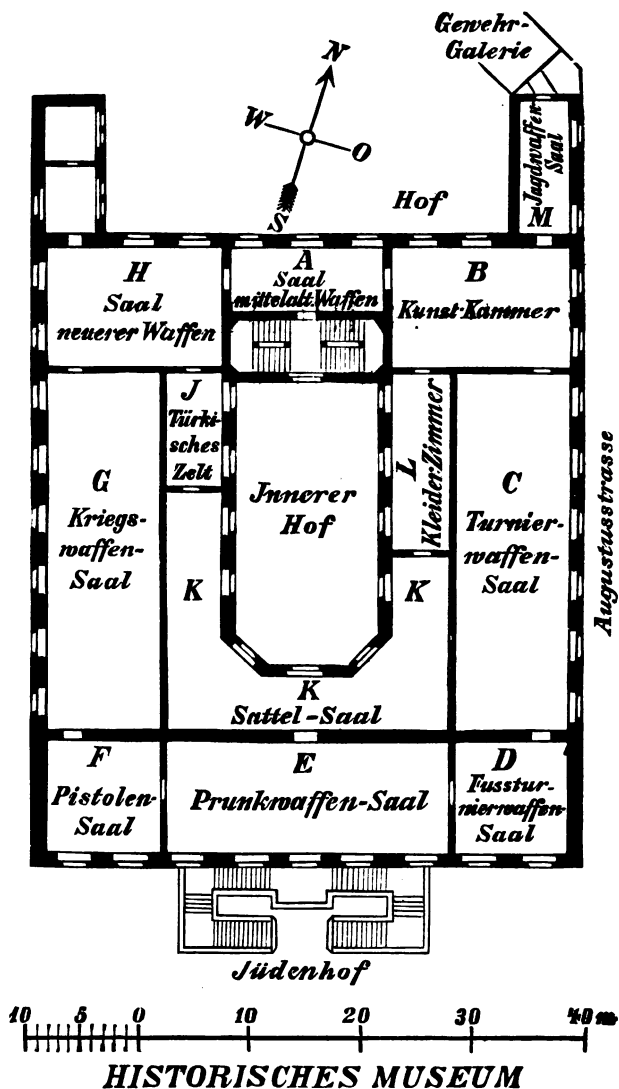 Gewehr-
Galerie
N
W
O
S
Hof
Jagdwaffen
Saal
M
H
Saal
neuerer Waffen
A
Saal
mittelalt. Waffen
B
Kunst-Kammer
J
Türki-
sches
Zelt
G
Kriegs-
waffen-
Saal
Innerer
Hof
L
Kleider-Zimmer
C
Turnier-
waffen-
Saal
Augustusstrasse
K
K
K
Sattel-Saal
F
Pistolen-
Saal
E
Prunkwaffen-Saal
D
Fusstur-
nierwaffen-
Saal
Jüdenhof
10 5 0 10 20 30 40 m
HISTORISCHES MUSEUM